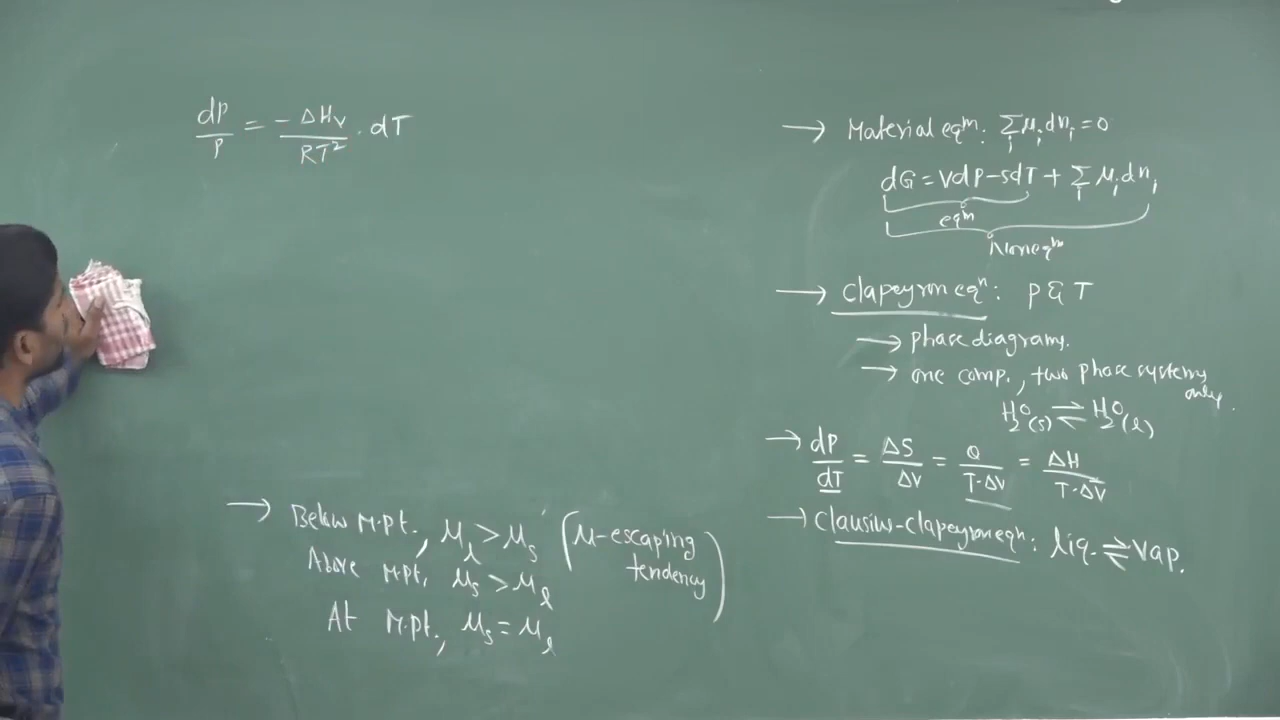 dP/P = - ΔHv/RT² . dT
→ Material eqm. Σi μi dni = 0
dG = VdP - SdT + Σi μi dni
eqm
Noneqm
→ Clapeyron eqn: P & T
→ phase diagrams.
→ one comp., two phase systems only.
H2O(s) ⇌ H2O(l)
→ dP/dT = ΔS/ΔV = Q/T·ΔV = ΔH/T·ΔV
→ Clausius-Clapeyron eqn: liq. ⇌ Vap.
→ Below M.pt., μl > μs (μ-escaping tendency)
Above M.pt., μs > μl
At M.pt., μs = μl